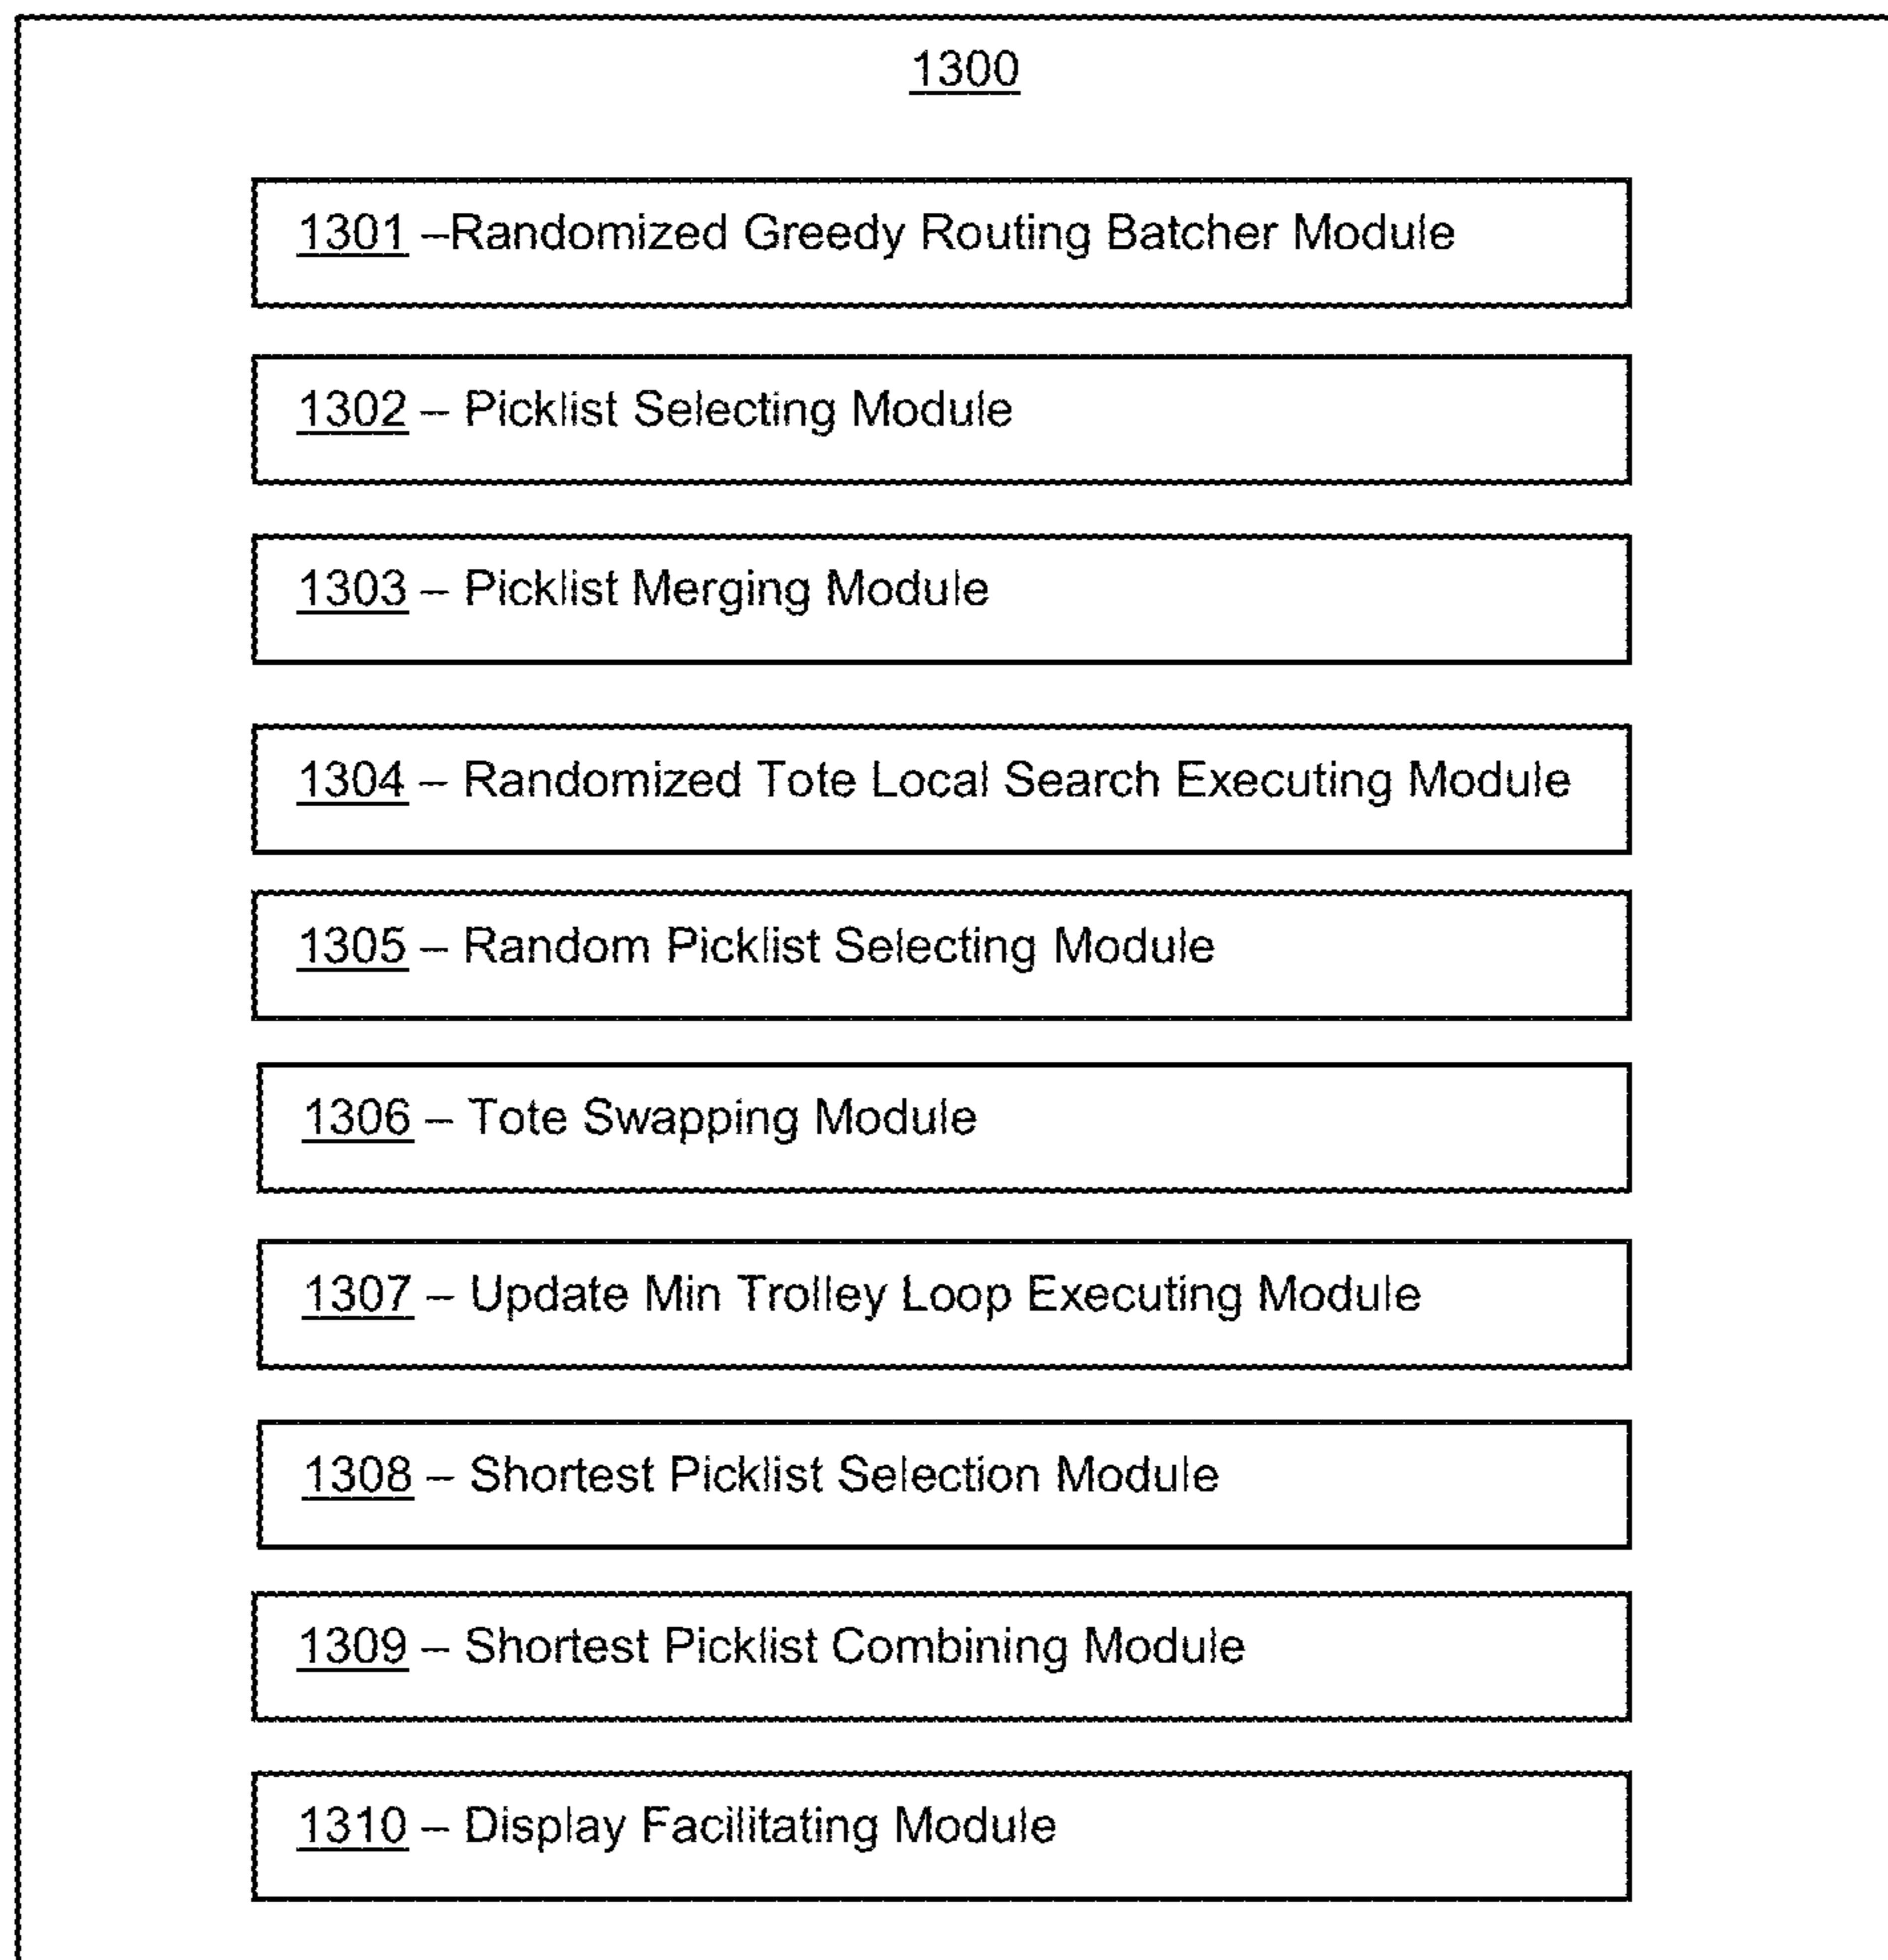 1300
1301 –Randomized Greedy Routing Batcher Module
1302 – Picklist Selecting Module
1303 – Picklist Merging Module
1304 – Randomized Tote Local Search Executing Module
1305 – Random Picklist Selecting Module
1306 – Tote Swapping Module
1307 – Update Min Trolley Loop Executing Module
1308 – Shortest Picklist Selection Module
1309 – Shortest Picklist Combining Module
1310 – Display Facilitating Module